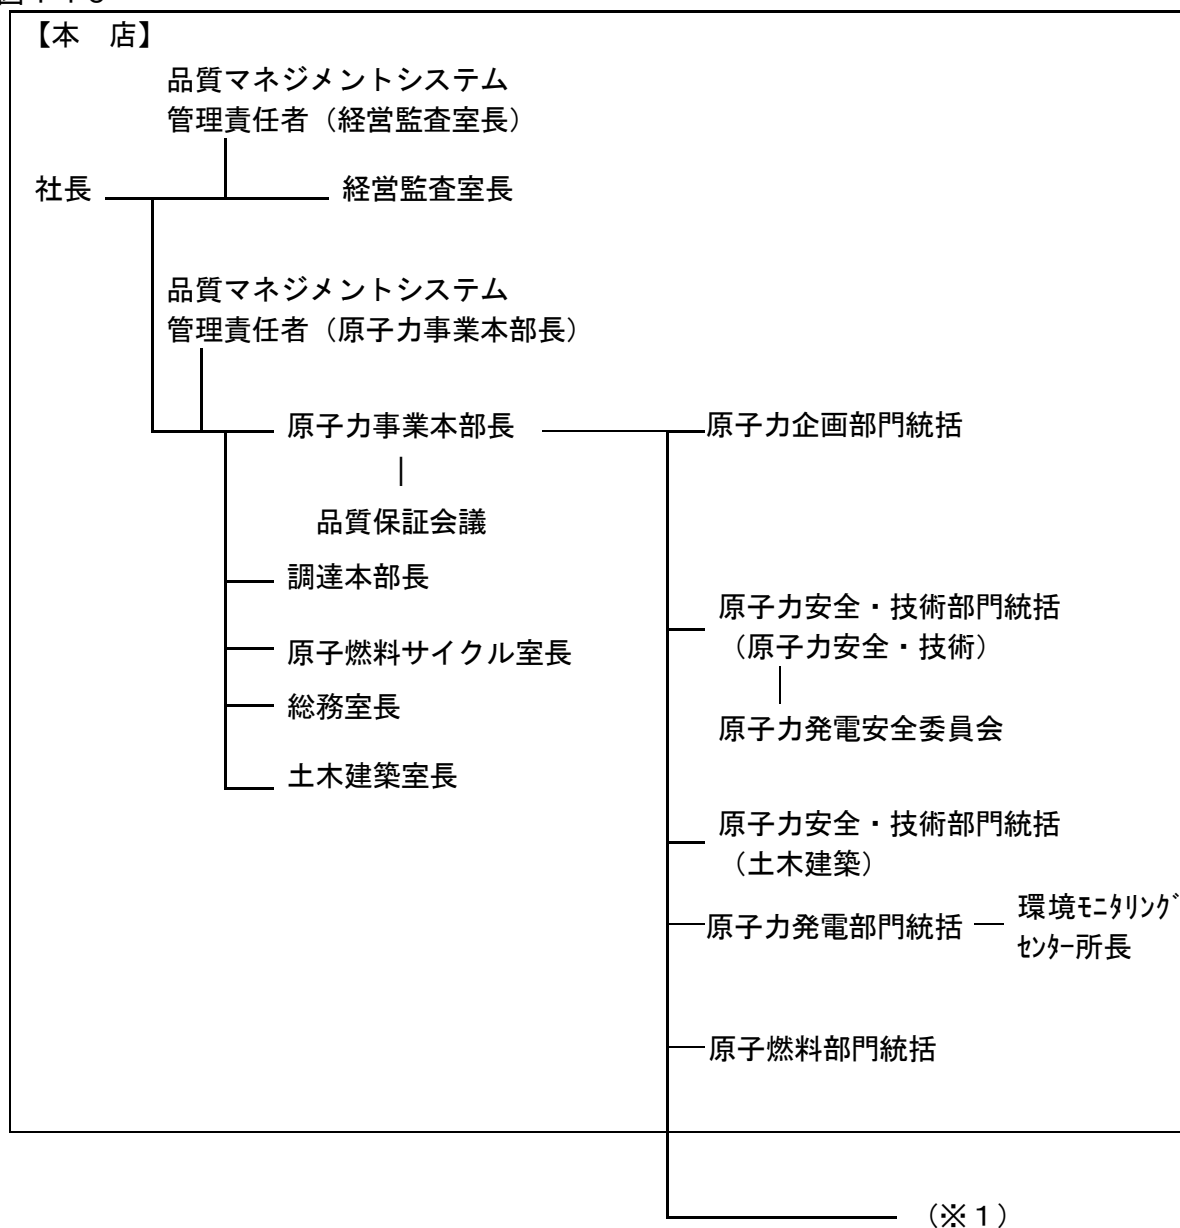 【本　店】
品質マネジメントシステム
管理責任者（経営監査室長）
社長
経営監査室長
品質マネジメントシステム
管理責任者（原子力事業本部長）
原子力事業本部長
原子力企画部門統括
品質保証会議
調達本部長
原子力安全・技術部門統括
（原子力安全・技術）
原子燃料サイクル室長
総務室長
原子力発電安全委員会
土木建築室長
原子力安全・技術部門統括
（土木建築）
原子力発電部門統括
環境ﾓﾆﾀﾘﾝｸﾞ
ｾﾝﾀｰ所長
原子燃料部門統括
（※１）